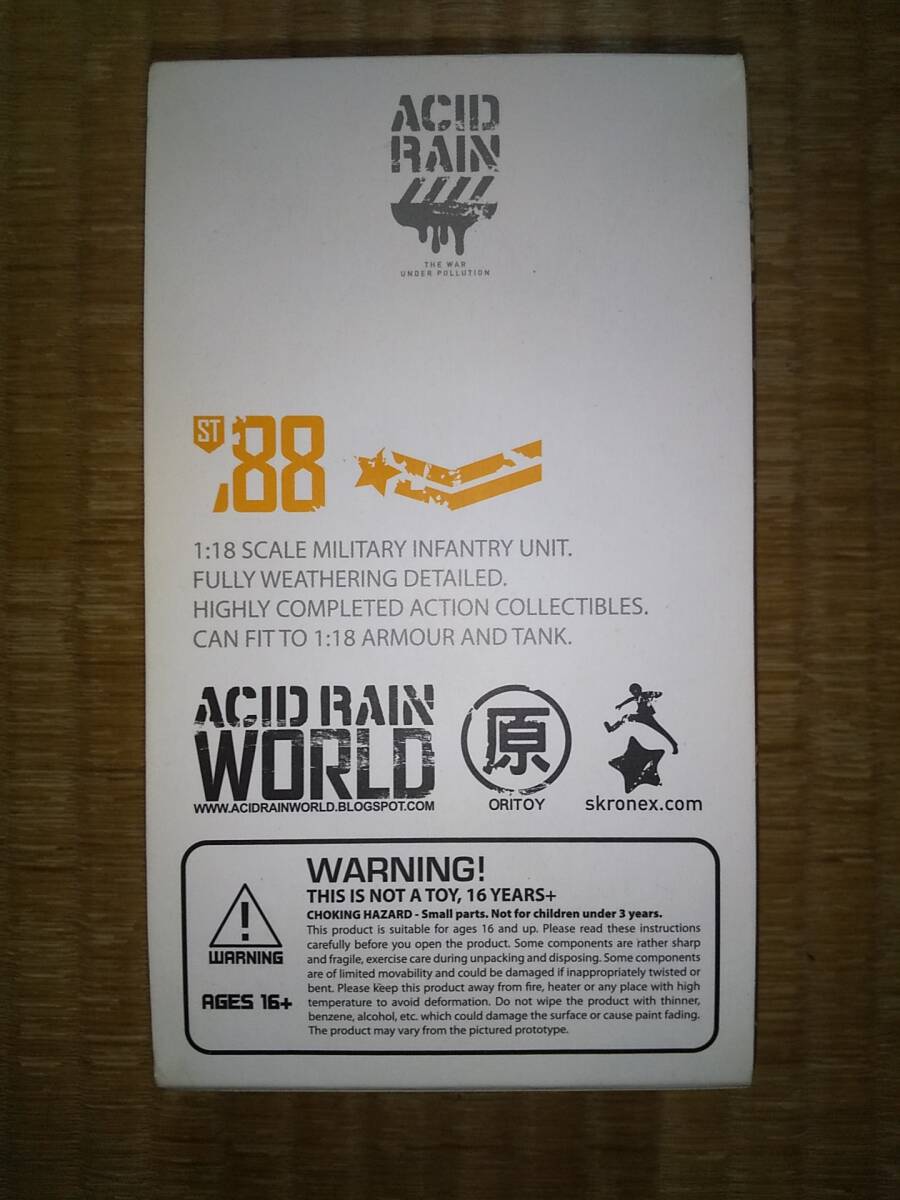 ACID
RAIN
THE WAR
UNDER POLLUTION
ST
'88
1:18 SCALE MILITARY INFANTRY UNIT.
FULLY WEATHERING DETAILED.
HIGHLY COMPLETED ACTION COLLECTIBLES.
CAN FIT TO 1:18 ARMOUR AND TANK.
ACID RAIN
WORLD
WWW.ACIDRAINWORLD.BLOGSPOT.COM
原
ORITOY
skronex.com
WARNING!
THIS IS NOT A TOY, 16 YEARS+
CHOKING HAZARD - Small parts. Not for children under 3 years.
This product is suitable for ages 16 and up. Please read these instructions
carefully before you open the product. Some components are rather sharp
and fragile, exercise care during unpacking and disposing. Some components
are of limited movability and could be damaged if inappropriately twisted or
bent. Please keep this product away from fire, heater or any place with high
temperature to avoid deformation. Do not wipe the product with thinner,
benzene, alcohol, etc. which could damage the surface or cause paint fading.
The product may vary from the pictured prototype.
!
WARNING
AGES 16+